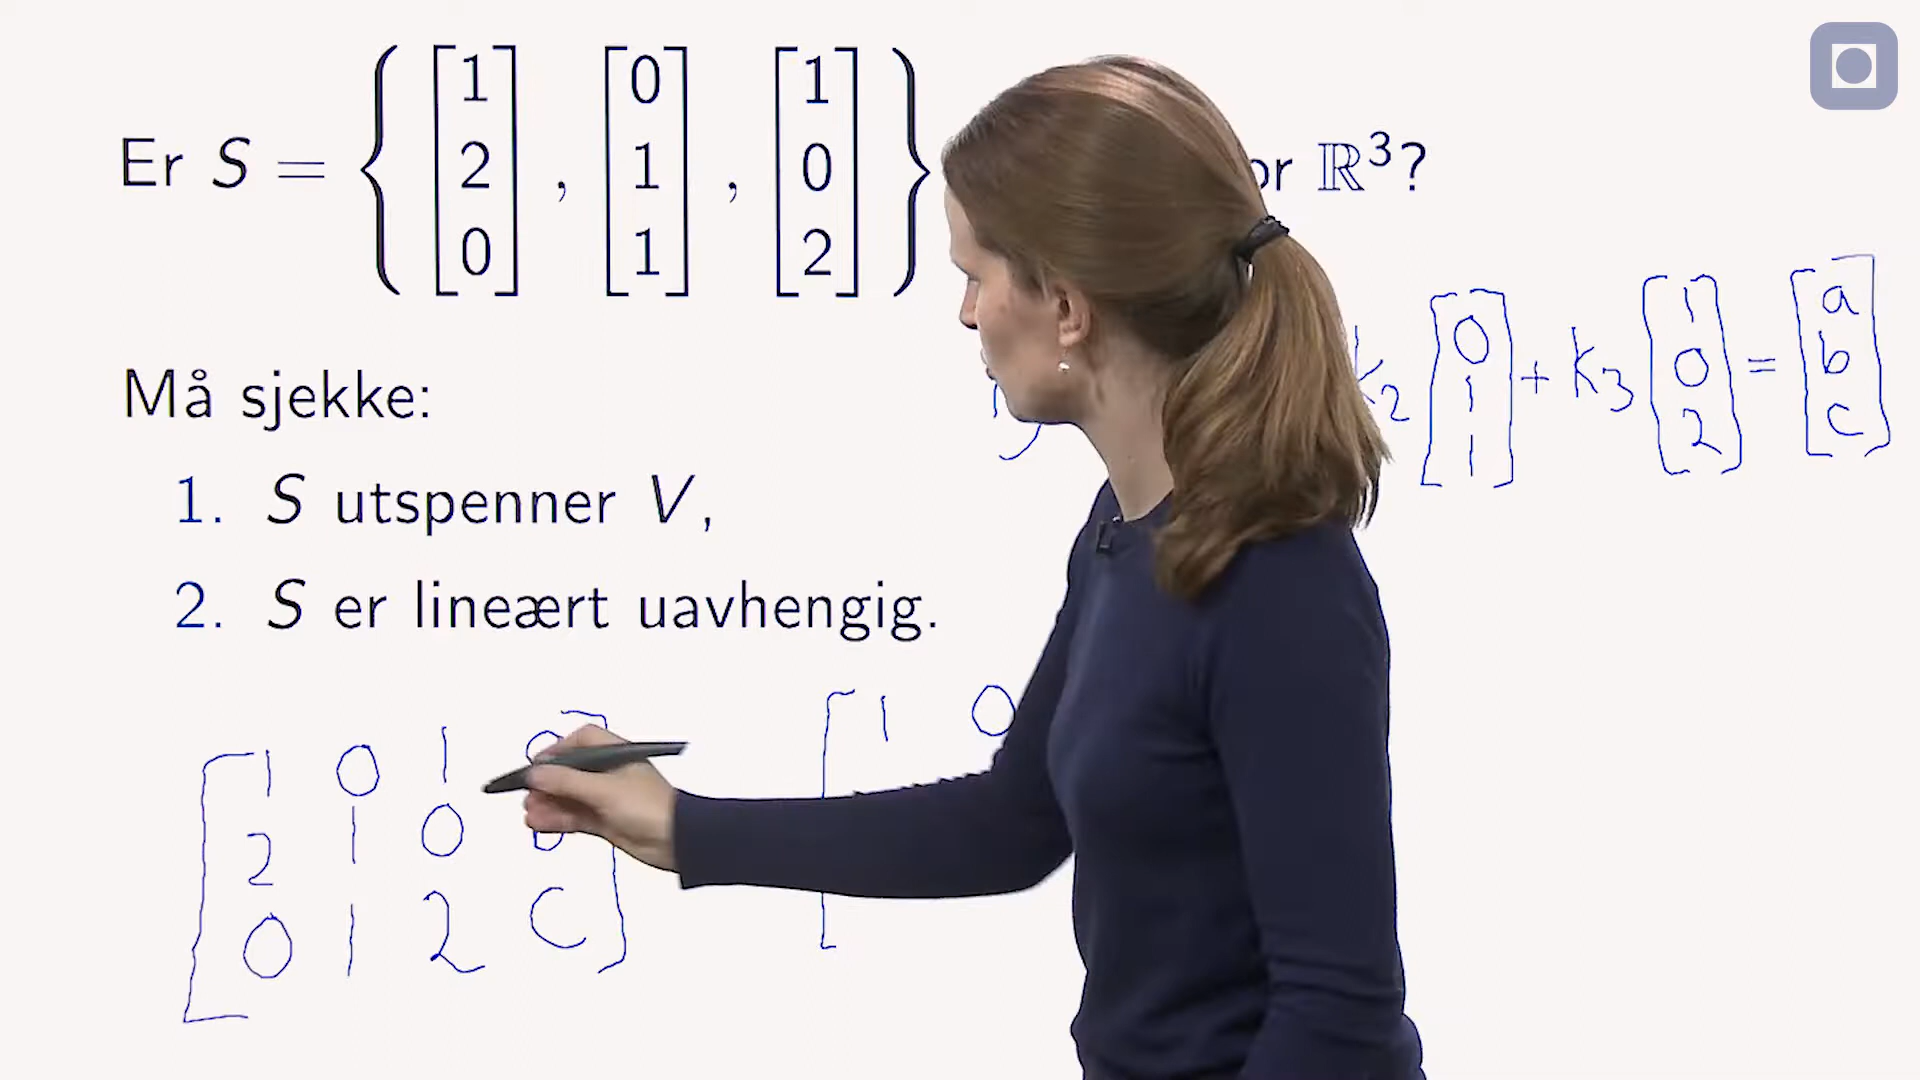 Er S = { [1 2 0] , [0 1 1] , [1 0 2] } or ℝ³?
k₂ [0 1 1] + k₃ [1 0 2] = [a b c]
Må sjekke:
1. S utspenner V,
2. S er lineært uavhengig.
1 0 1
2 1 0
0 1 2 c
1 0